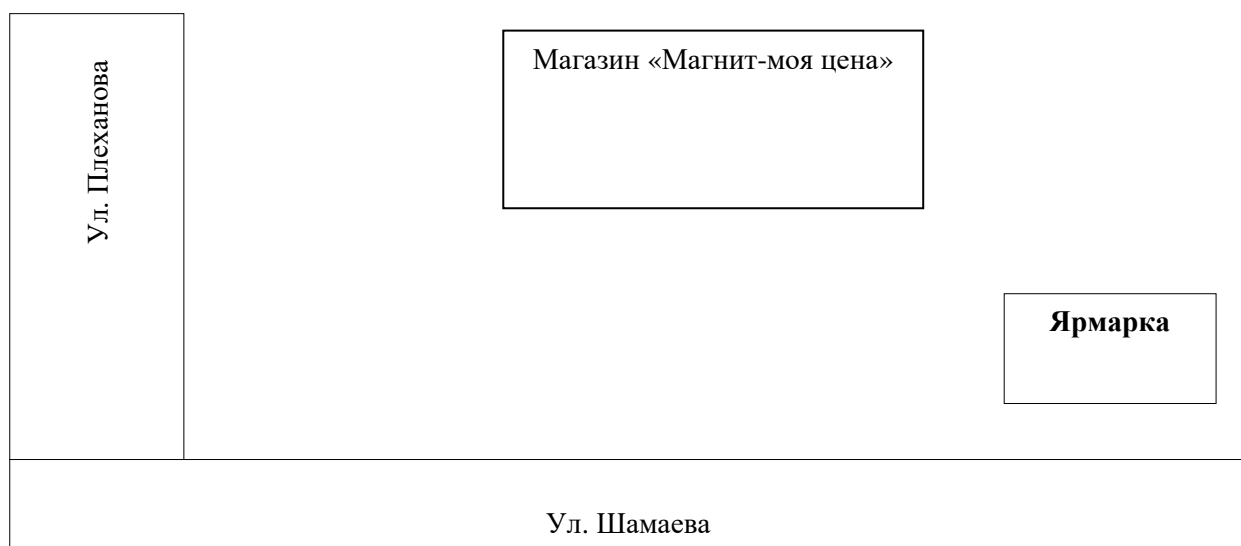 Ул. Плеханова
Магазин «Магнит-моя цена»
Ярмарка
Ул. Шамаева